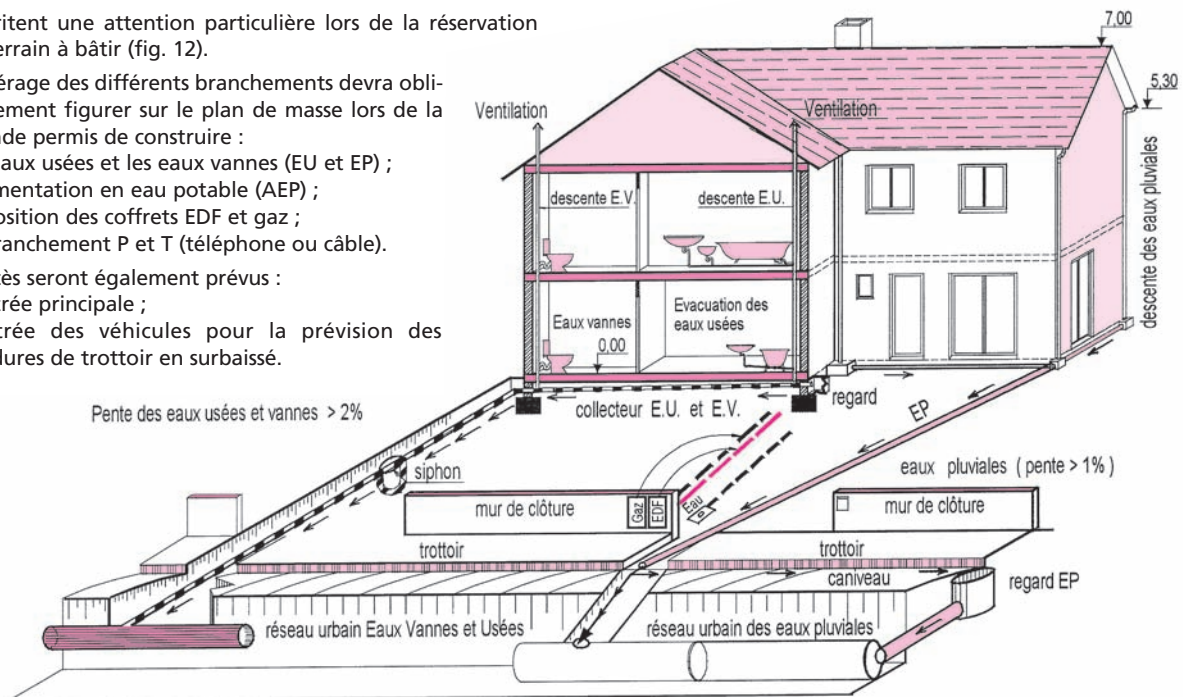 ritent une attention particulière lors de la réservation
errain à bâtir (fig. 12).
érage des différents branchements devra obli-
ement figurer sur le plan de masse lors de la
nde permis de construire :
aux usées et les eaux vannes (EU et EP) ;
mentation en eau potable (AEP) ;
osition des coffrets EDF et gaz ;
ranchement P et T (téléphone ou câble).
ès seront également prévus :
trée principale ;
trée des véhicules pour la prévision des
dures de trottoir en surbaissé.
7,00
5,30
Ventilation
Ventilation
descente E.V.
descente E.U.
descente des eaux pluviales
Eaux vannes
Evacuation des
eaux usées
0,00
regard
collecteur E.U. et E.V.
Pente des eaux usées et vannes > 2%
EP
siphon
eaux pluviales ( pente > 1% )
mur de clôture
Gaz
EDF
Eau
mur de clôture
trottoir
trottoir
caniveau
regard EP
réseau urbain Eaux Vannes et Usées
réseau urbain des eaux pluviales